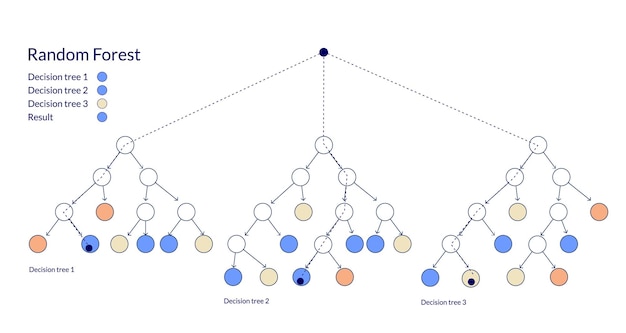 Random Forest
Decision tree 1
Decision tree 2
Decision tree 3
Result
Decision tree 1
Decision tree 2
Decision tree 3